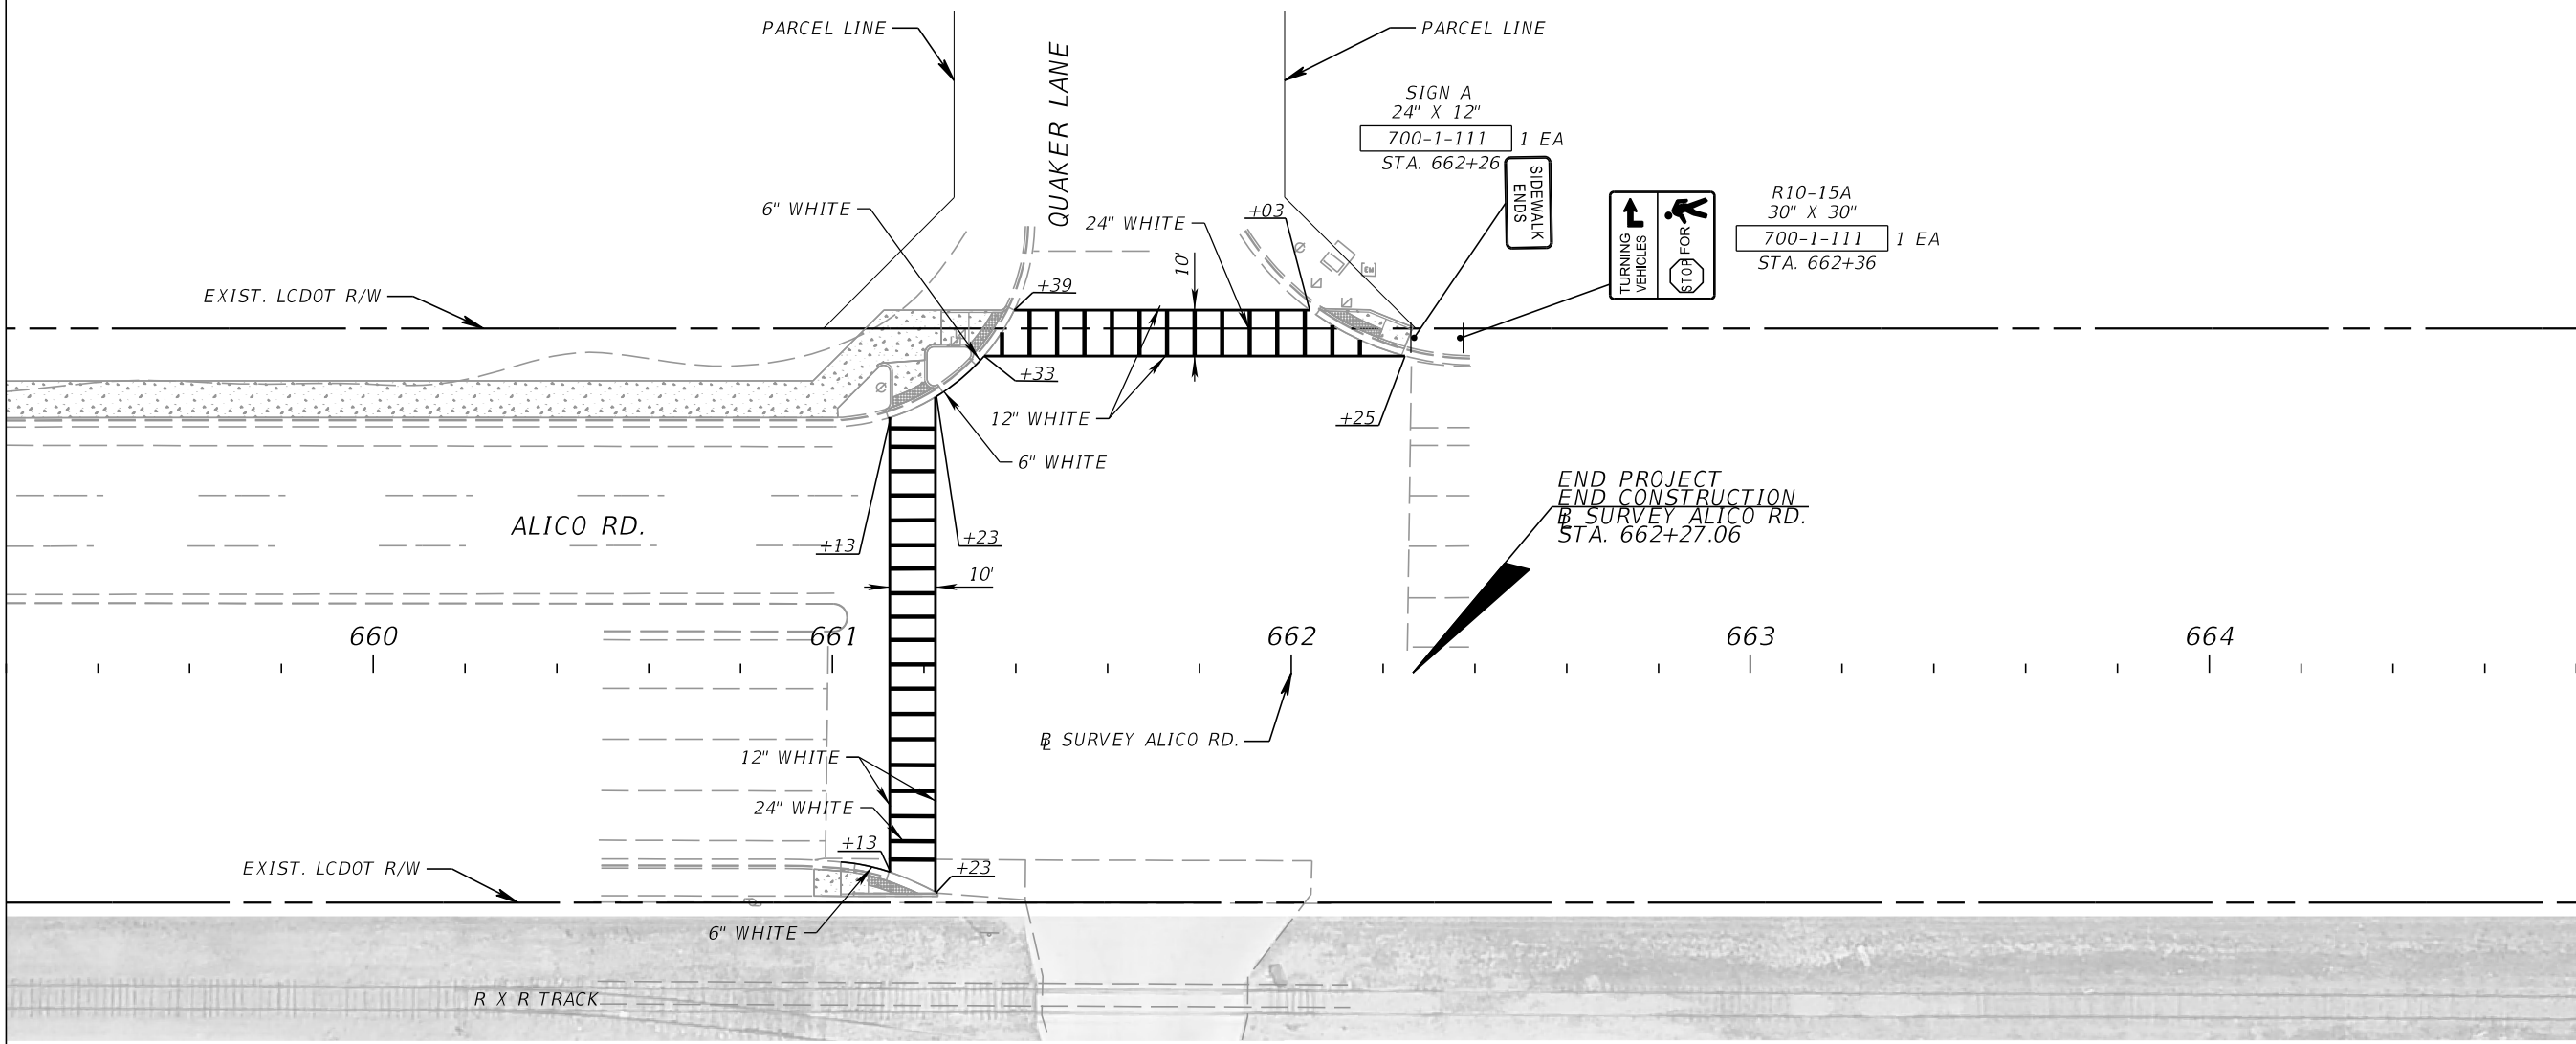 PARCEL LINE
PARCEL LINE
QUAKER LANE
SIGN A
24" X 12"
700-1-111 1 EA
STA. 662+26
SIDEWALK
ENDS
TURNING
VEHICLES
STOP FOR
R10-15A
30" X 30"
700-1-111 1 EA
STA. 662+36
6" WHITE
24" WHITE
+03
10'
EXIST. LCDOT R/W
+39
+33
12" WHITE
+25
6" WHITE
ALICO RD.
+13
+23
10'
END PROJECT
END CONSTRUCTION
BL SURVEY ALICO RD.
STA. 662+27.06
660
661
662
663
664
BL SURVEY ALICO RD.
12" WHITE
24" WHITE
+13
+23
EXIST. LCDOT R/W
6" WHITE
R X R TRACK